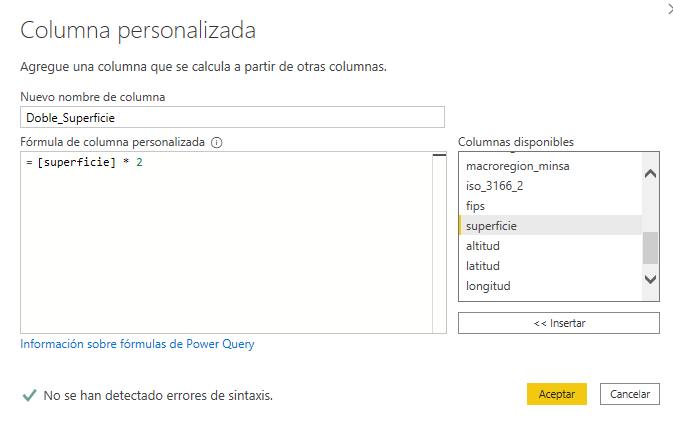 Columna personalizada
Agregue una columna que se calcula a partir de otras columnas.
Nuevo nombre de columna
Doble_Superficie
Fórmula de columna personalizada
= [superficie] * 2
Columnas disponibles
macroregion_minsa
iso_3166_2
fips
superficie
altitud
latitud
longitud
<< Insertar
Información sobre fórmulas de Power Query
No se han detectado errores de sintaxis.
Aceptar
Cancelar